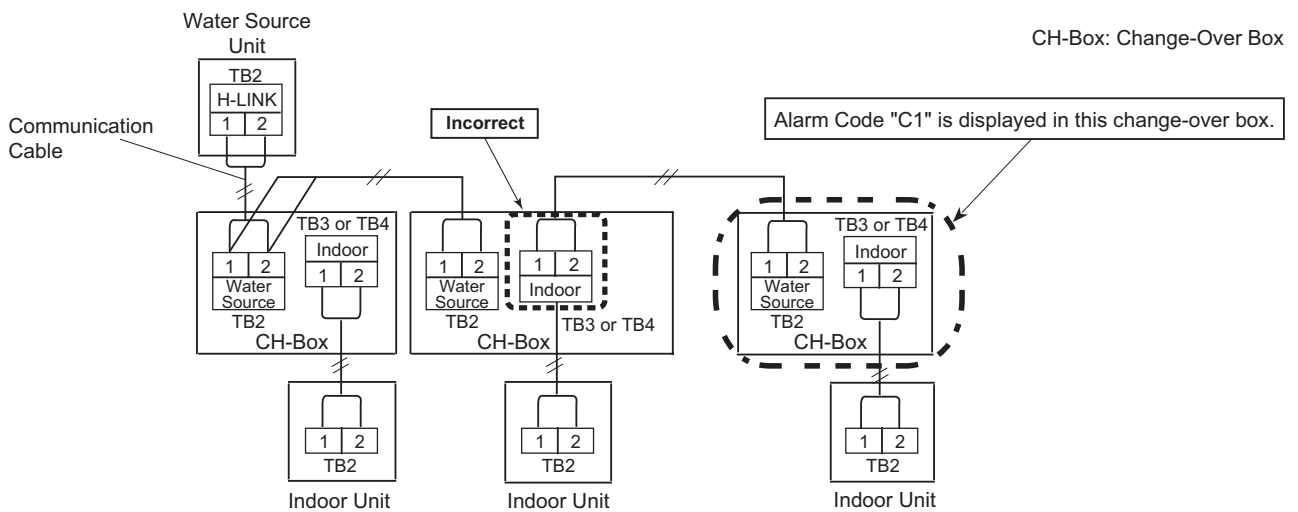 Water Source
Unit
CH-Box: Change-Over Box
TB2
H-LINK
1 2
Communication
Cable
Incorrect
Alarm Code "C1" is displayed in this change-over box.
TB3 or TB4
Indoor
1 2
1 2
Water
Source
TB2
CH-Box
1 2
Water
Source
TB2
1 2
Indoor
TB3 or TB4
CH-Box
TB3 or TB4
Indoor
1 2
1 2
Water
Source
TB2
CH-Box
1 2
TB2
Indoor Unit
1 2
TB2
Indoor Unit
1 2
TB2
Indoor Unit